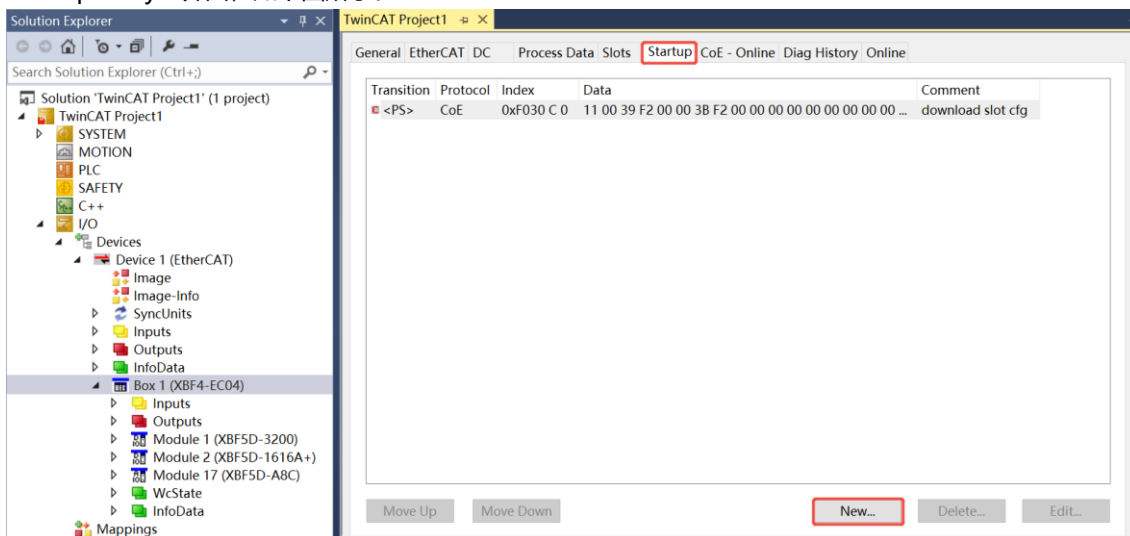 Solution Explorer
Search Solution Explorer (Ctrl+;)
Solution 'TwinCAT Project1' (1 project)
TwinCAT Project1
SYSTEM
MOTION
PLC
SAFETY
C++
I/O
Devices
Device 1 (EtherCAT)
Image
Image-Info
SyncUnits
Inputs
Outputs
InfoData
Box 1 (XBF4-EC04)
Inputs
Outputs
Module 1 (XBF5D-3200)
Module 2 (XBF5D-1616A+)
Module 17 (XBF5D-A8C)
WcState
InfoData
Mappings
TwinCAT Project1
General EtherCAT DC Process Data Slots Startup CoE - Online Diag History Online
Transition Protocol Index Data Comment
<PS> CoE 0xF030 C 0 11 00 39 F2 00 00 3B F2 00 00 00 00 00 00 00 00 ... download slot cfg
Move Up Move Down New... Delete... Edit...